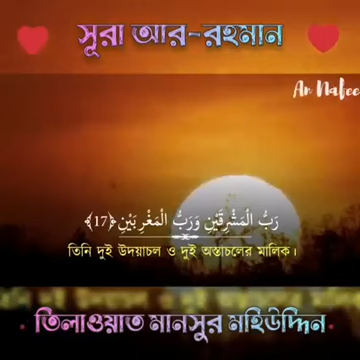 সূরা আর-রহমান
An Nafee
رَبُّ الْمَشْرِقَيْنِ وَرَبُّ الْمَغْرِبَيْنِ ﴿17﴾
তিনি দুই উদয়াচল ও দুই অস্তাচলের মালিক।
তিলাওয়াত মানসুর মহিউদ্দিন